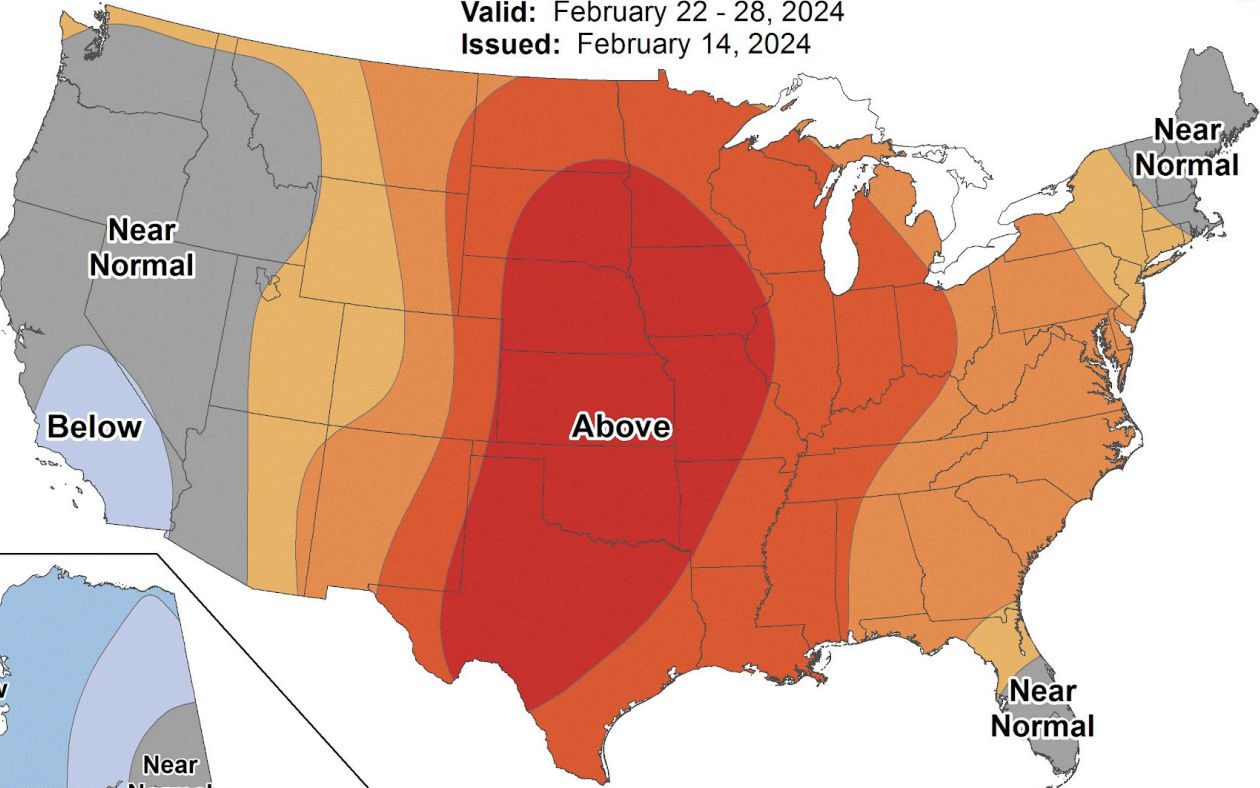 Valid: February 22 - 28, 2024
Issued: February 14, 2024
Near
Normal
Near
Normal
Below
Above
Near
Normal
Near